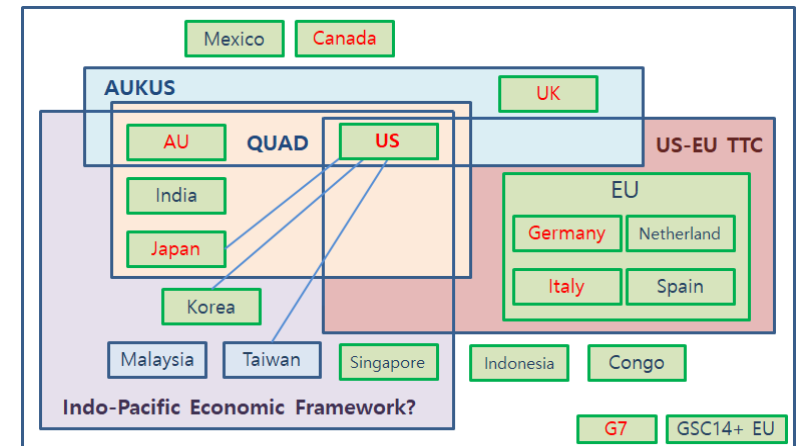 Mexico Canada
AUKUS UK
AU QUAD US US-EU TTC
India EU
Japan Germany Netherland
Italy Spain
Korea
Malaysia Taiwan Singapore Indonesia Congo
Indo-Pacific Economic Framework?
G7 GSC14+ EU